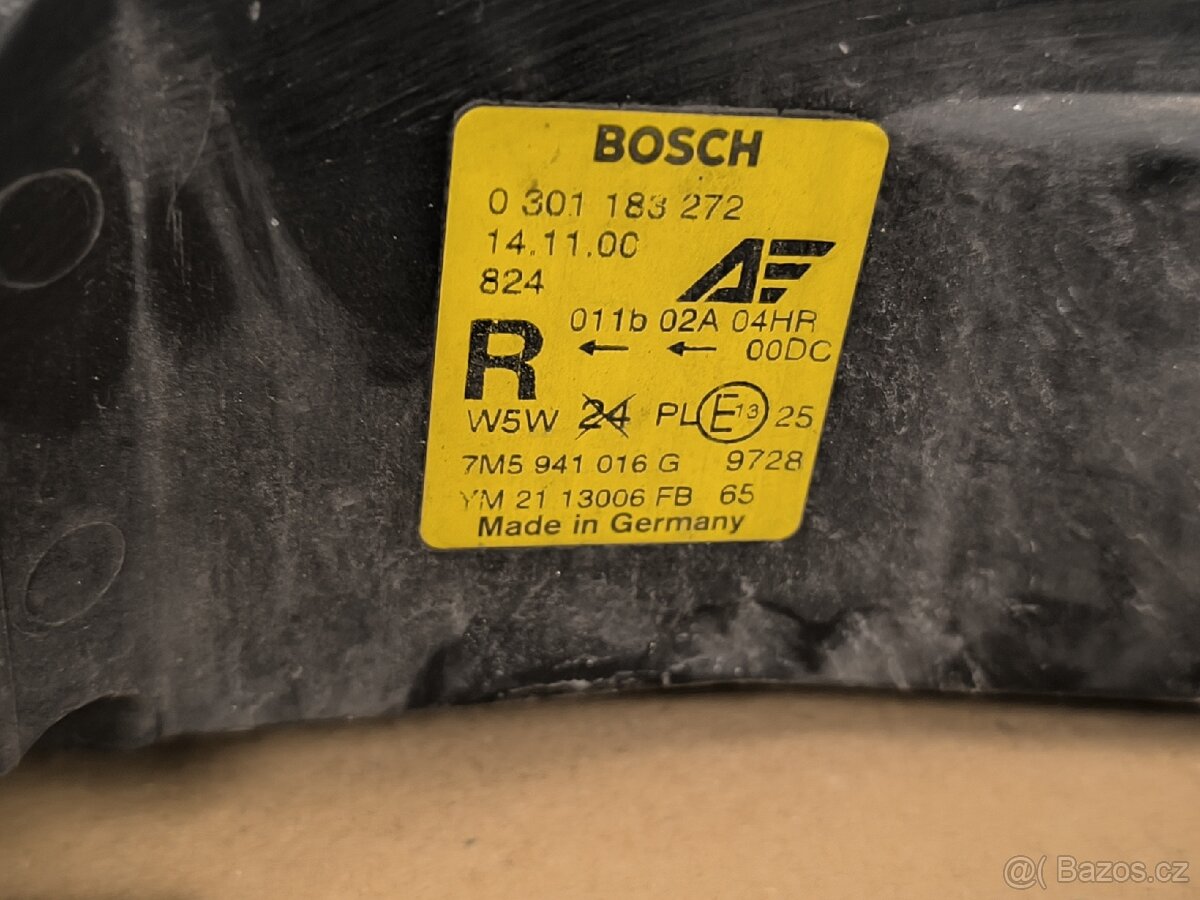 BOSCH
0 301 183 272
14.11.00
824
AF
011b 02A 04HR
R ← ← 00DC
W5W 24 PL E13 25
7M5 941 016 G 9728
YM 21 13006 FB 65
Made in Germany
@( Bazos.cz